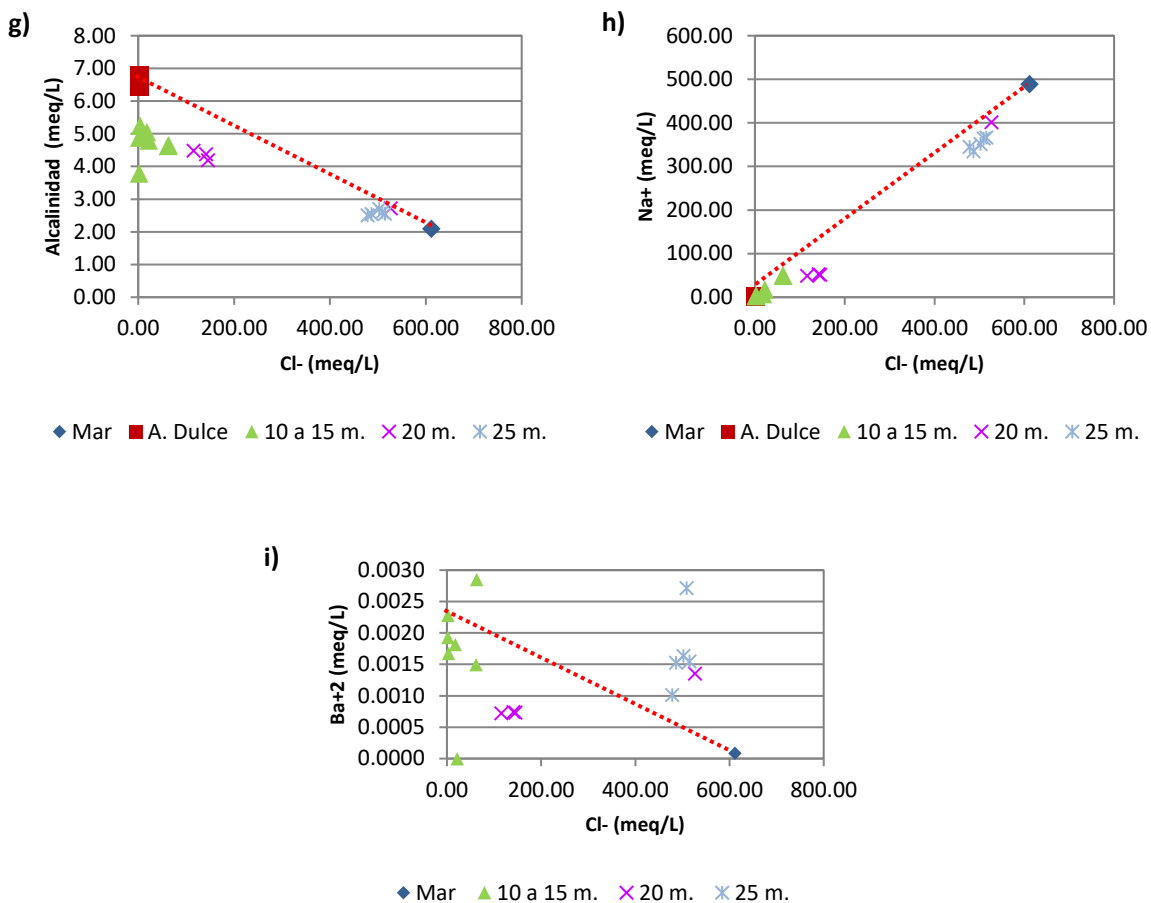 g)
Alcalinidad (meq/L)
8.00
7.00
6.00
5.00
4.00
3.00
2.00
1.00
0.00
0.00 200.00 400.00 600.00 800.00
Cl- (meq/L)
Mar A. Dulce 10 a 15 m. 20 m. 25 m.
h)
Na+ (meq/L)
600.00
500.00
400.00
300.00
200.00
100.00
0.00
0.00 200.00 400.00 600.00 800.00
Cl- (meq/L)
Mar A. Dulce 10 a 15 m. 20 m. 25 m.
i)
Ba+2 (meq/L)
0.0030
0.0025
0.0020
0.0015
0.0010
0.0005
0.0000
0.00 200.00 400.00 600.00 800.00
Cl- (meq/L)
Mar 10 a 15 m. 20 m. 25 m.